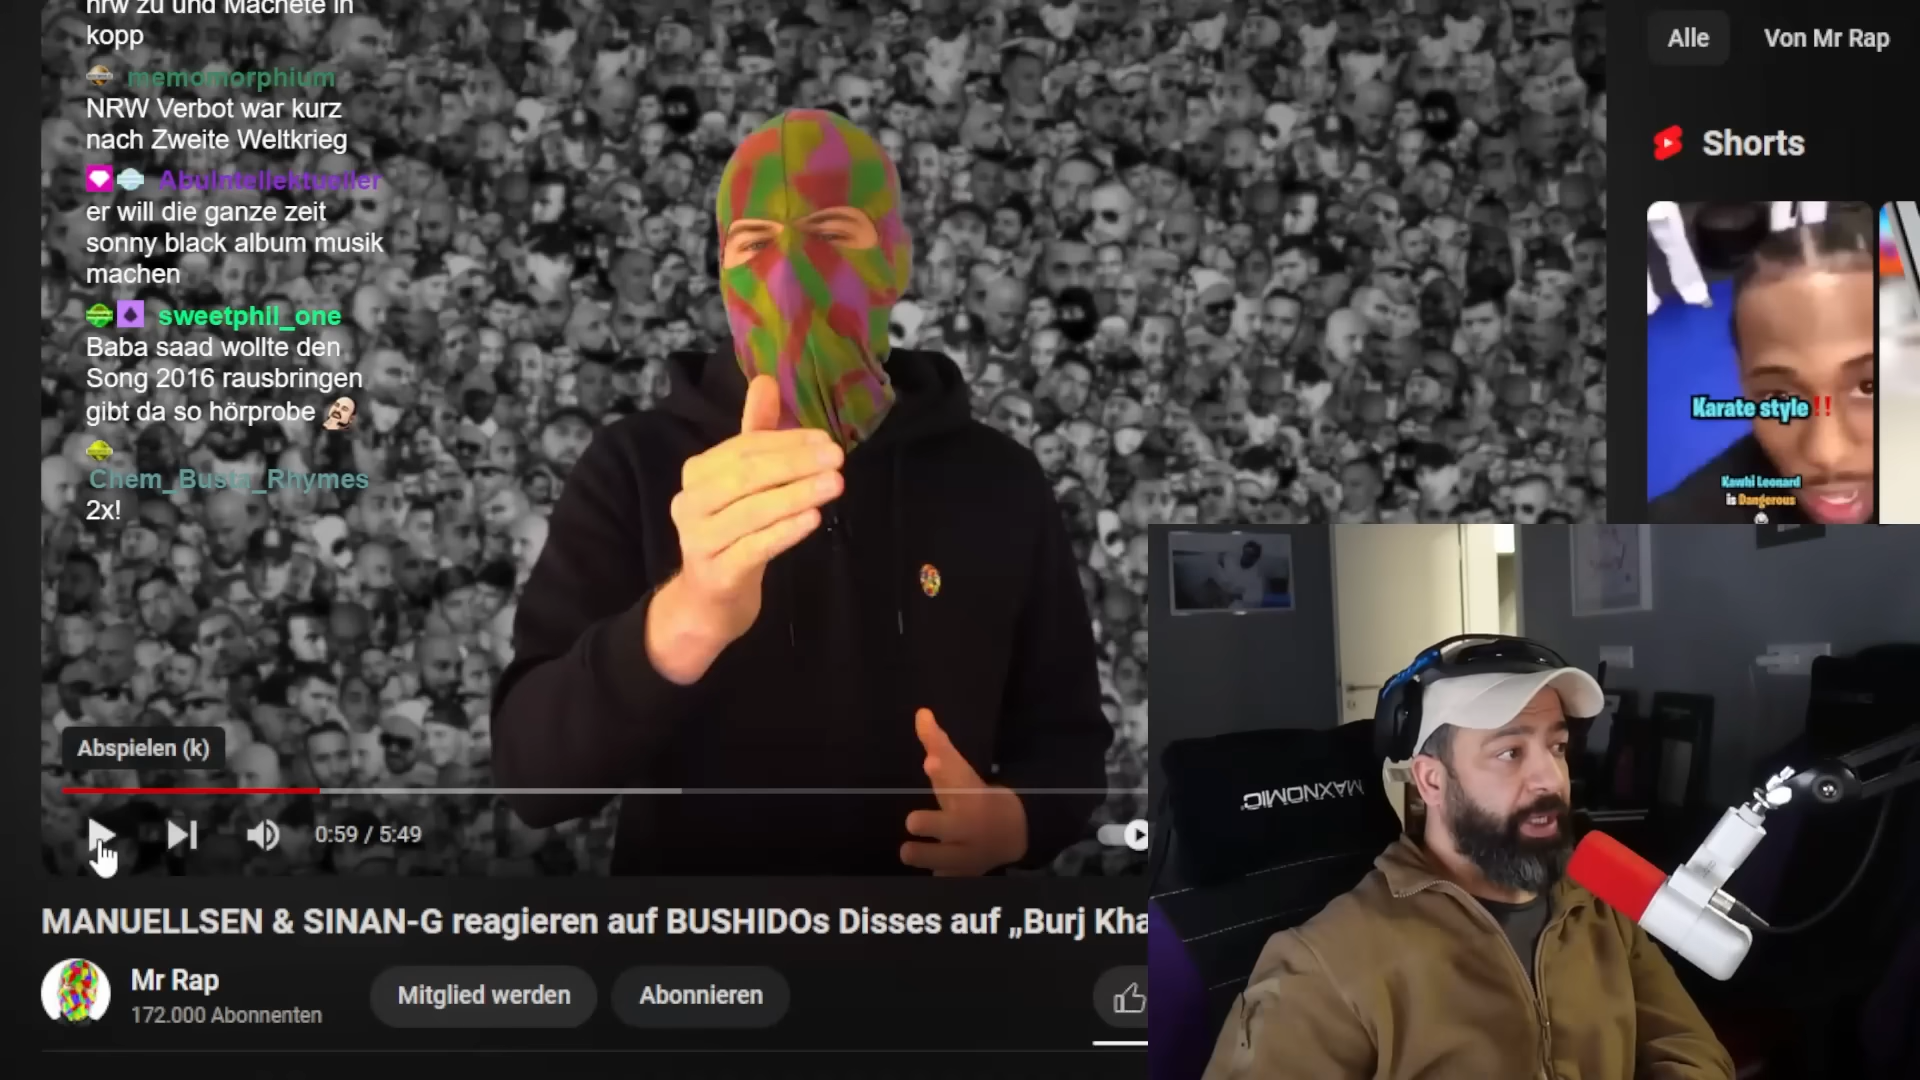 nrw zu und Machete in
kopp
memomorphium
NRW Verbot war kurz
nach Zweite Weltkrieg
AbuIntellektueller
er will die ganze zeit
sonny black album musik
machen
sweetphil_one
Baba saad wollte den
Song 2016 rausbringen
gibt da so hörprobe
Chem_Busta_Rhymes
2x!
Abspielen (k)
0:59 / 5:49
MANUELLSEN & SINAN-G reagieren auf BUSHIDOs Disses auf „Burj Kha
Mr Rap
172.000 Abonnenten
Mitglied werden
Abonnieren
Alle
Von Mr Rap
Shorts
Karate style!!
Kawhi Leonard
is Dangerous
MAXNOMIC